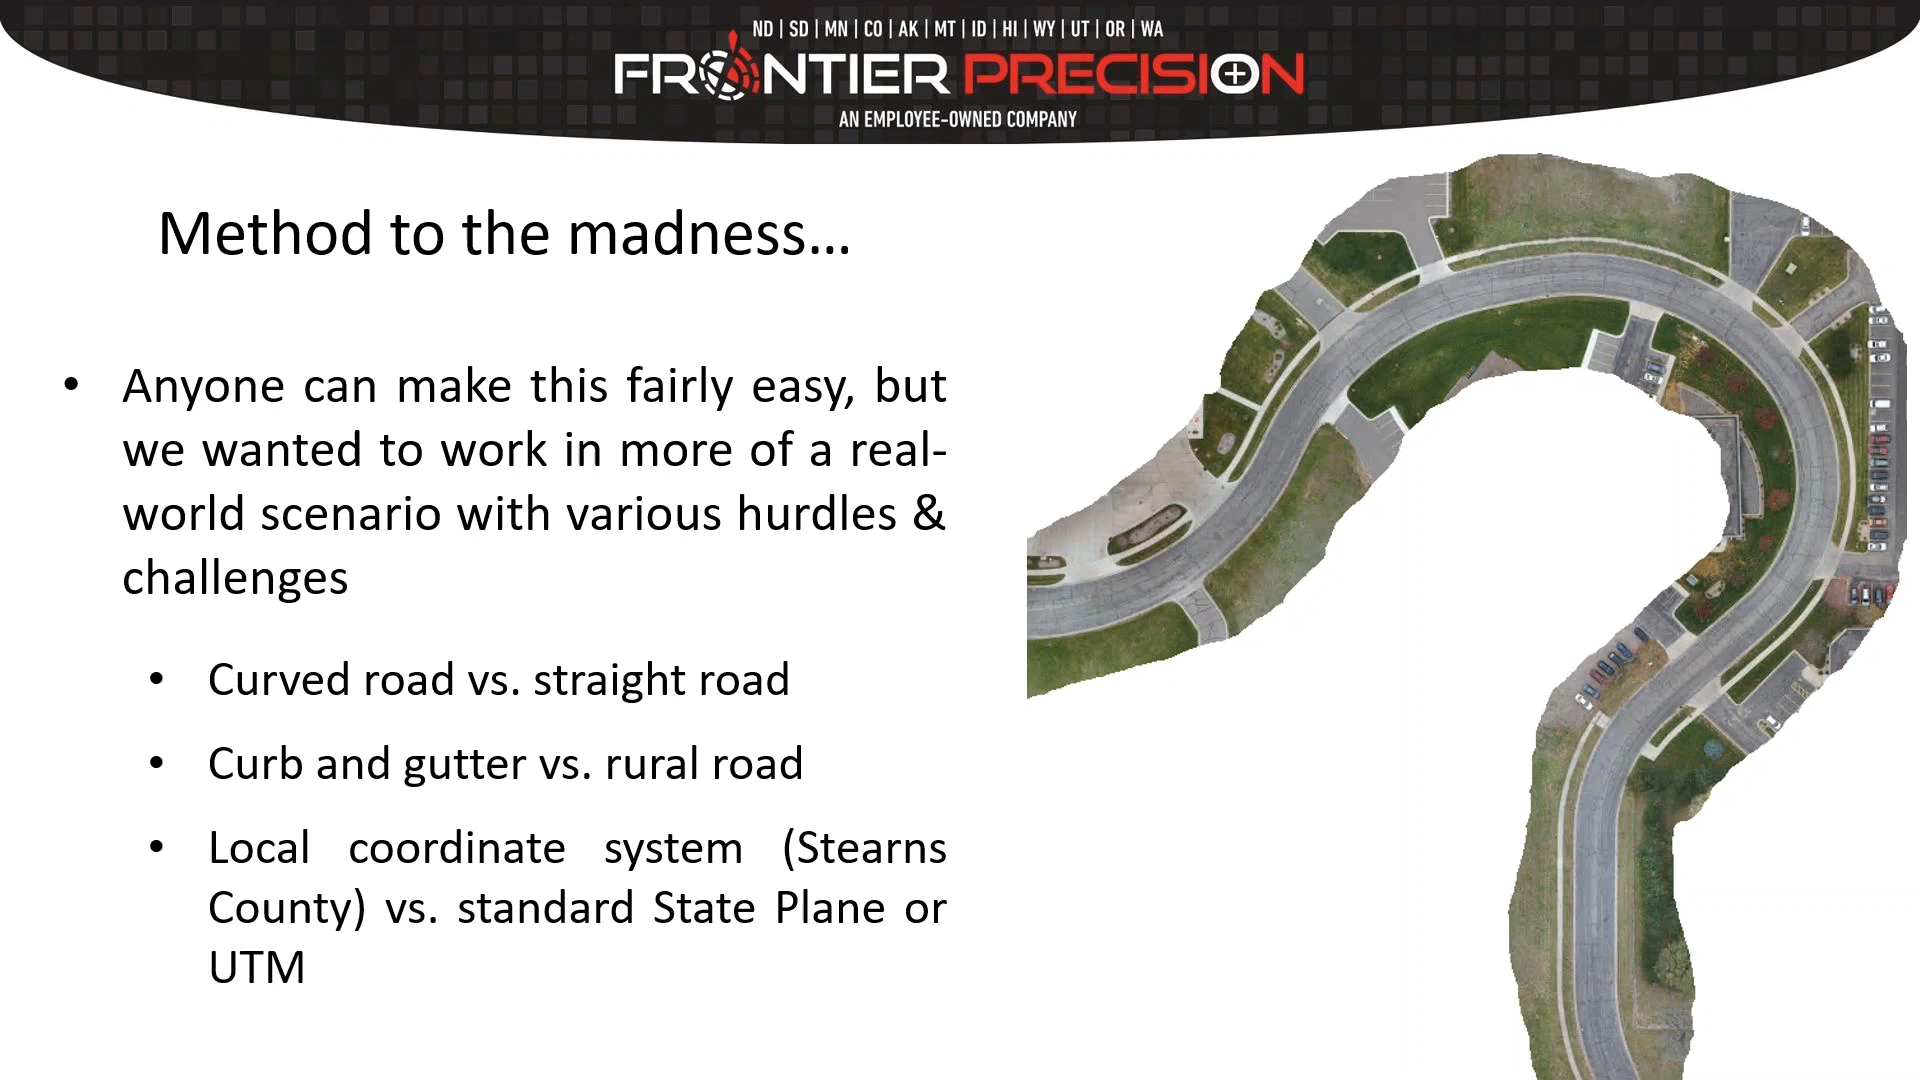 ND | SD | MN | CO | AK | MT | ID | HI | WY | UT | OR | WA
FRONTIER PRECISION
AN EMPLOYEE-OWNED COMPANY
Method to the madness...
• Anyone can make this fairly easy, but
we wanted to work in more of a real-
world scenario with various hurdles &
challenges
• Curved road vs. straight road
• Curb and gutter vs. rural road
• Local coordinate system (Stearns
County) vs. standard State Plane or
UTM